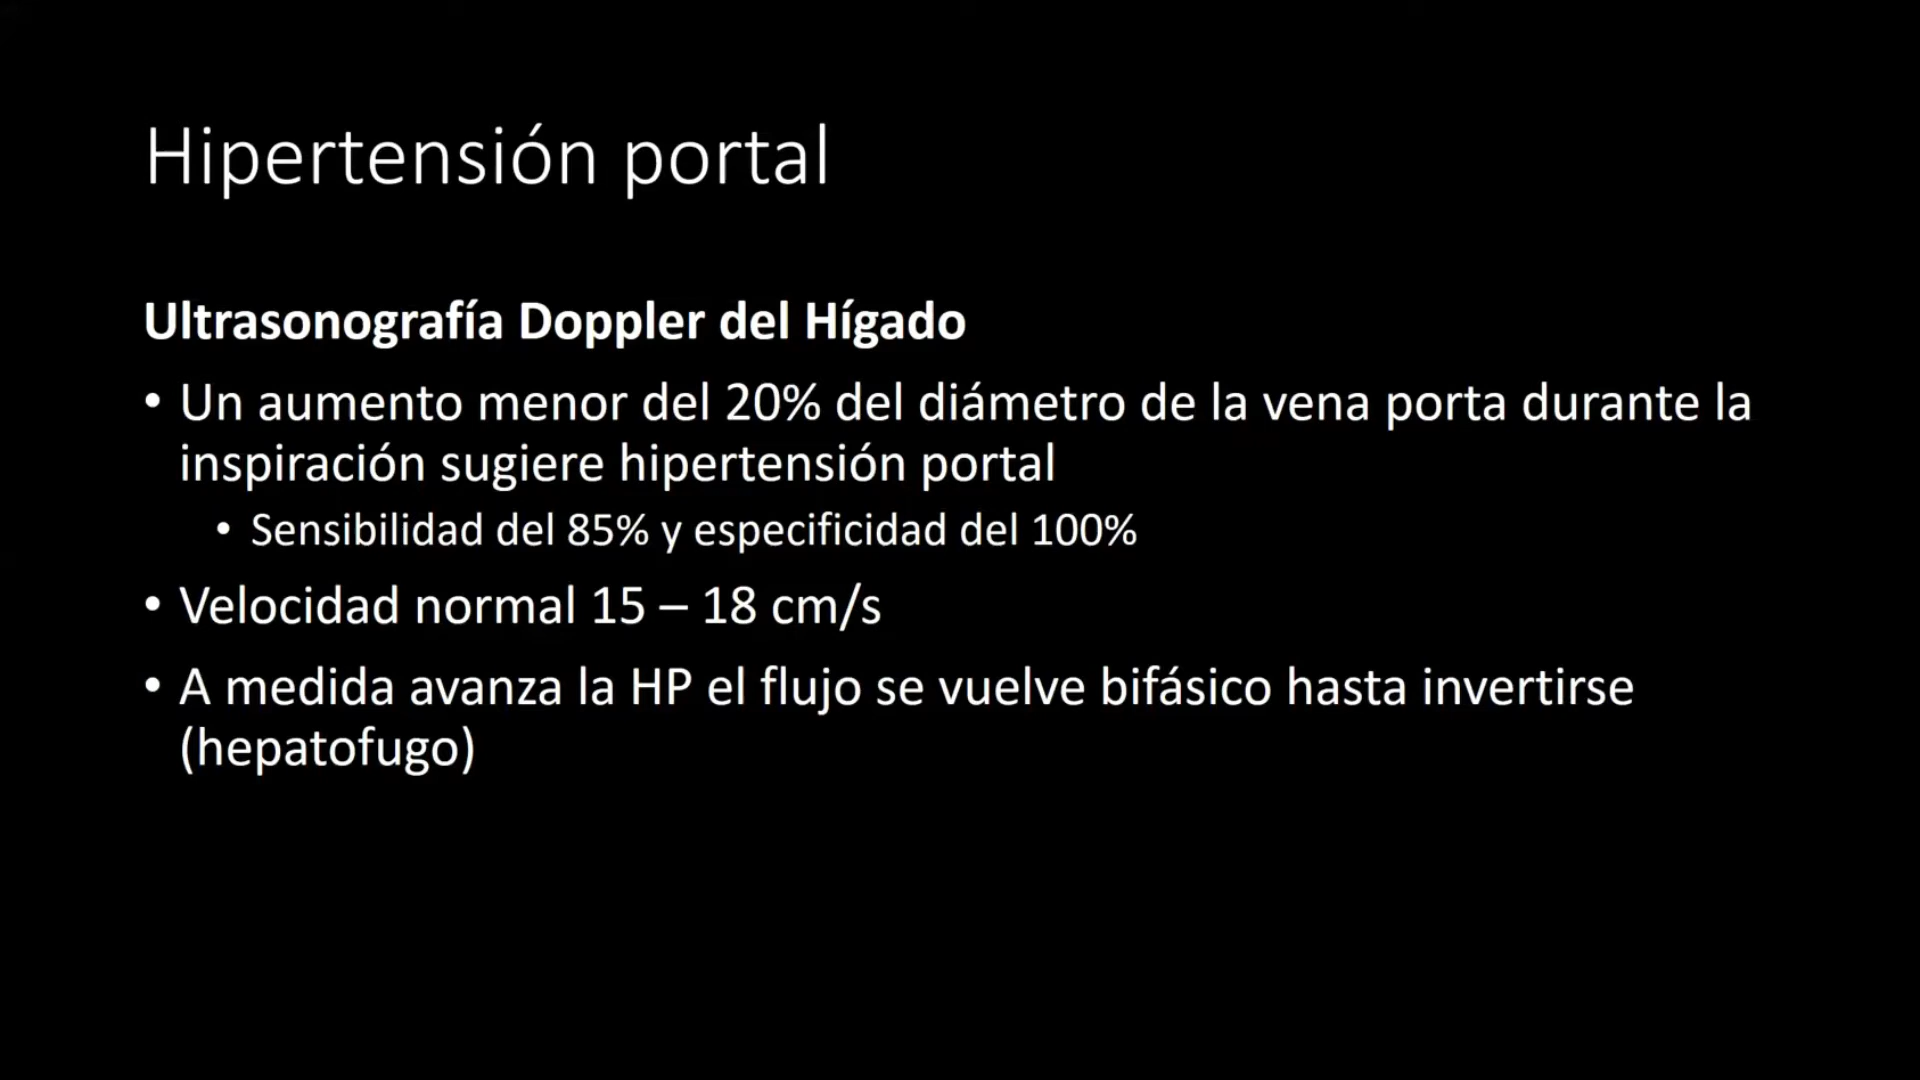 Hipertensión portal
Ultrasonografía Doppler del Hígado
• Un aumento menor del 20% del diámetro de la vena porta durante la
inspiración sugiere hipertensión portal
• Sensibilidad del 85% y especificidad del 100%
• Velocidad normal 15 – 18 cm/s
• A medida avanza la HP el flujo se vuelve bifásico hasta invertirse
(hepatofugo)